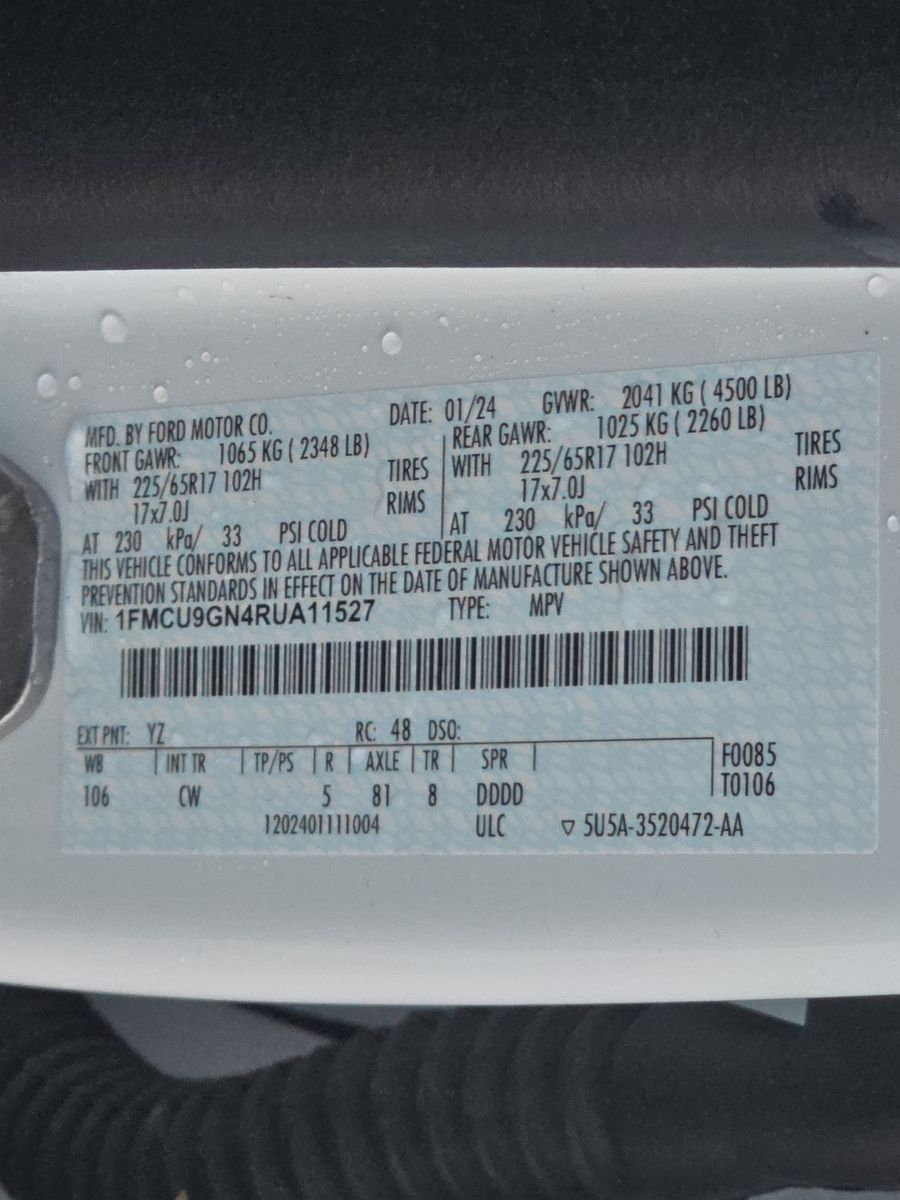 MFD. BY FORD MOTOR CO. DATE: 01/24 GVWR: 2041 KG ( 4500 LB)
FRONT GAWR: 1065 KG ( 2348 LB) REAR GAWR: 1025 KG ( 2260 LB)
WITH 225/65R17 102H TIRES WITH 225/65R17 102H TIRES
17x7.0J RIMS 17x7.0J RIMS
AT 230 kPa/ 33 PSI COLD AT 230 kPa/ 33 PSI COLD
THIS VEHICLE CONFORMS TO ALL APPLICABLE FEDERAL MOTOR VEHICLE SAFETY AND THEFT
PREVENTION STANDARDS IN EFFECT ON THE DATE OF MANUFACTURE SHOWN ABOVE.
VIN: 1FMCU9GN4RUA11527 TYPE: MPV
EXT PNT: YZ RC: 48 DSO:
WB INT TR TP/PS R AXLE TR SPR F0085
106 CW 5 81 8 DDDD T0106
1202401111004 ULC ▽ 5U5A-3520472-AA